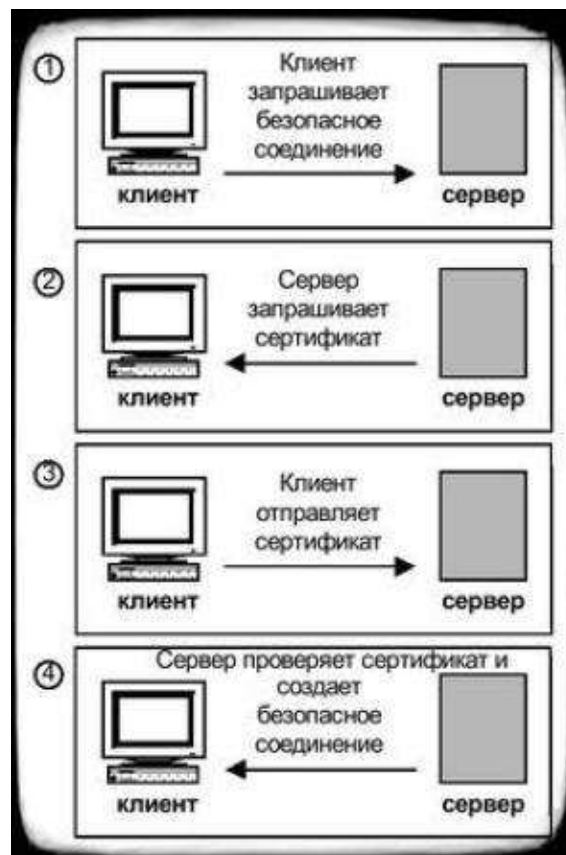 ①
Клиент
запрашивает
безопасное
соединение
клиент
сервер
②
Сервер
запрашивает
сертификат
клиент
сервер
③
Клиент
отправляет
сертификат
клиент
сервер
④
Сервер проверяет сертификат и
создает
безопасное
соединение
клиент
сервер